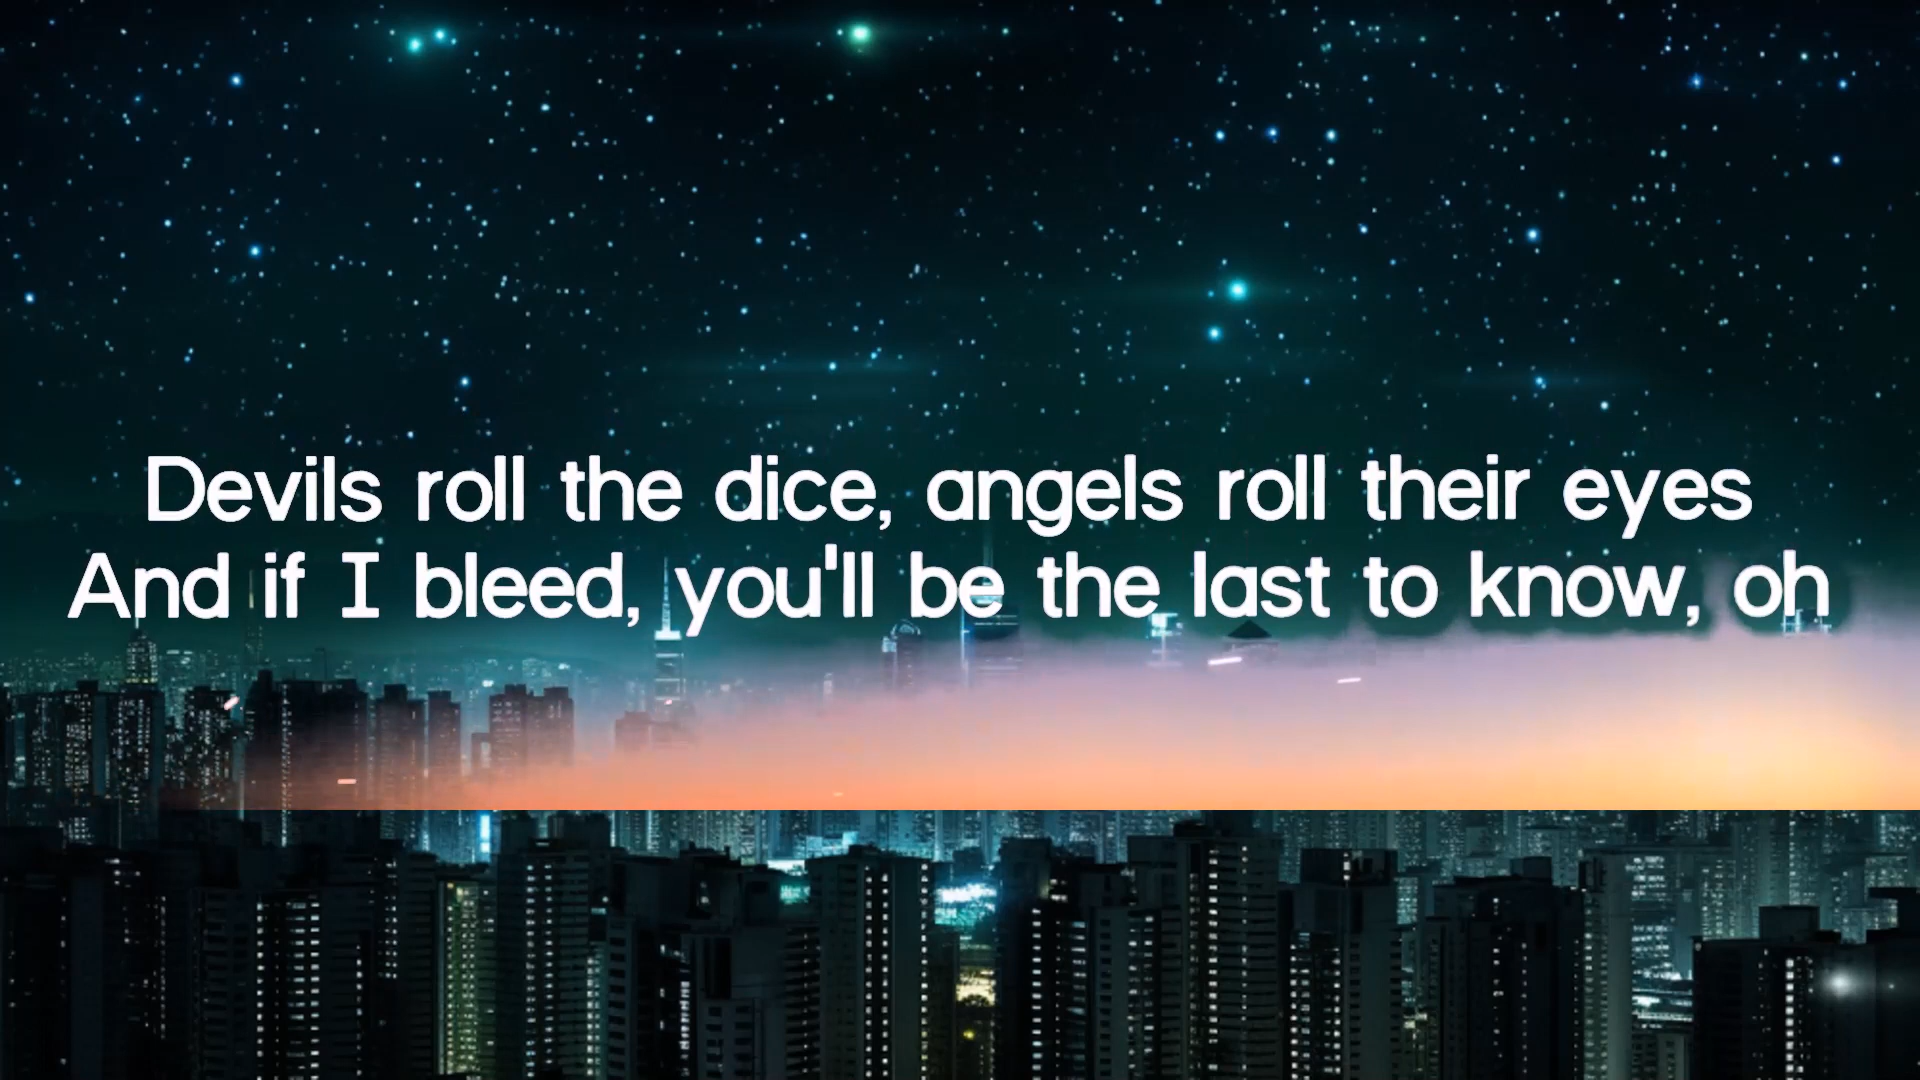 Devils roll the dice, angels roll their eyes
And if I bleed, you'll be the last to know, oh